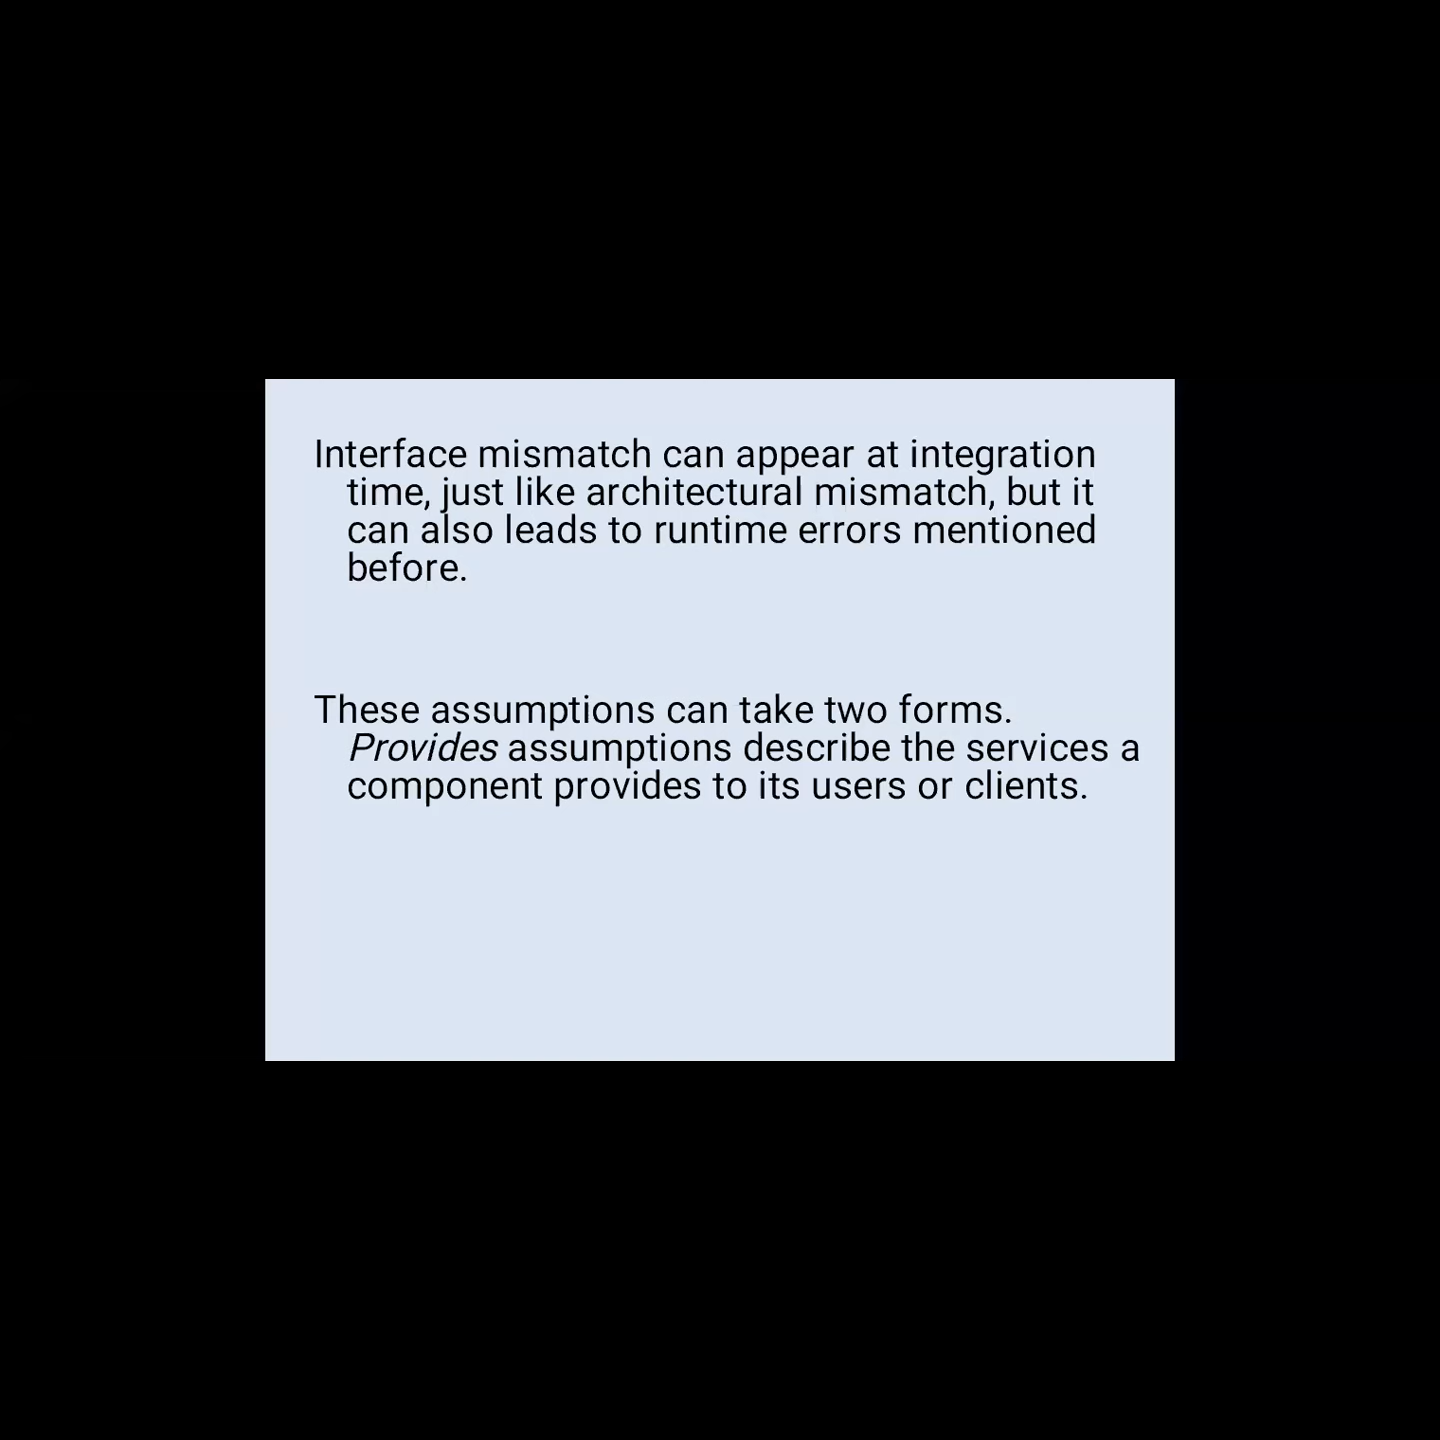 Interface mismatch can appear at integration
time, just like architectural mismatch, but it
can also leads to runtime errors mentioned
before.
These assumptions can take two forms.
Provides assumptions describe the services a
component provides to its users or clients.